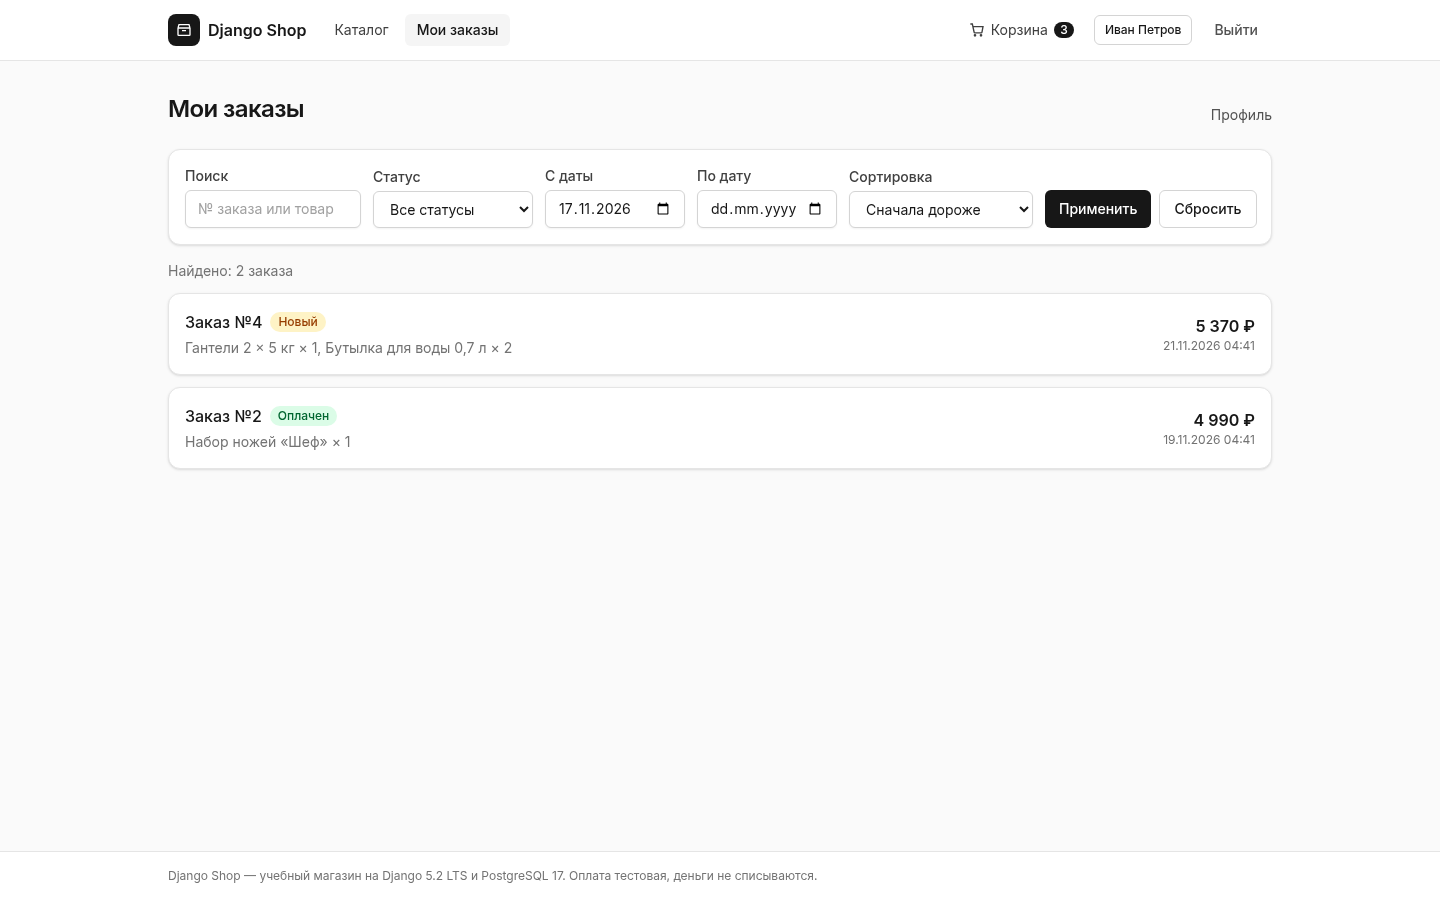 Django Shop Каталог Мои заказы Корзина 3 Иван Петров Выйти
Мои заказы
Профиль
Поиск Статус С даты По дату Сортировка
№ заказа или товар Все статусы 17.11.2026 dd.mm.yyyy Сначала дороже Применить Сбросить
Найдено: 2 заказа
Заказ №4 Новый
5 370 ₽
Гантели 2 × 5 кг × 1, Бутылка для воды 0,7 л × 2
21.11.2026 04:41
Заказ №2 Оплачен
4 990 ₽
Набор ножей «Шеф» × 1
19.11.2026 04:41
Django Shop — учебный магазин на Django 5.2 LTS и PostgreSQL 17. Оплата тестовая, деньги не списываются.